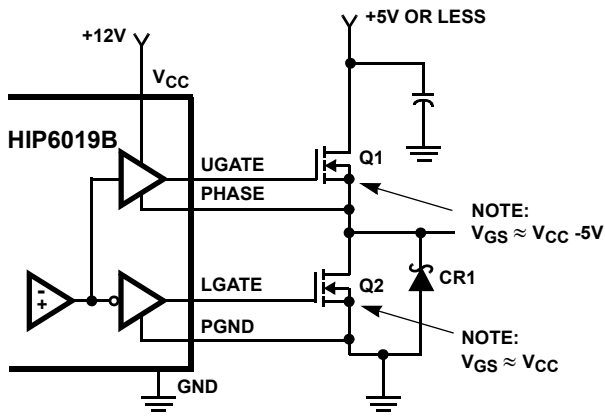 +5V OR LESS
+12V
VCC
HIP6019B
UGATE
Q1
PHASE
NOTE:
VGS ≈ VCC -5V
- +
LGATE
Q2
CR1
PGND
NOTE:
VGS ≈ VCC
GND